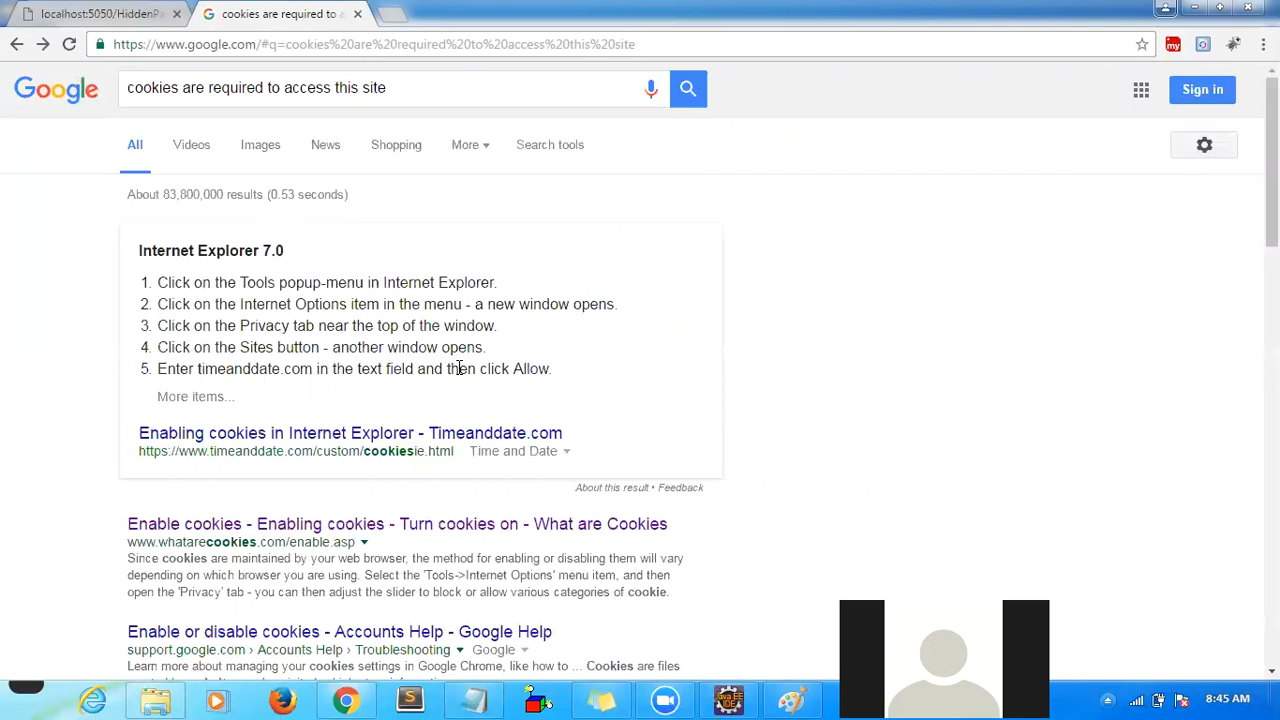 localhost:5050/HiddenPa
cookies are required to a
https://www.google.com/#q=cookies%20are%20required%20to%20access%20this%20site
my
Google
cookies are required to access this site
Sign in
All Videos Images News Shopping More Search tools
About 83,800,000 results (0.53 seconds)
Internet Explorer 7.0
1. Click on the Tools popup-menu in Internet Explorer.
2. Click on the Internet Options item in the menu - a new window opens.
3. Click on the Privacy tab near the top of the window.
4. Click on the Sites button - another window opens.
5. Enter timeanddate.com in the text field and then click Allow.
More items...
Enabling cookies in Internet Explorer - Timeanddate.com
https://www.timeanddate.com/custom/cookiesie.html Time and Date
About this result • Feedback
Enable cookies - Enabling cookies - Turn cookies on - What are Cookies
www.whatarecookies.com/enable.asp
Since cookies are maintained by your web browser, the method for enabling or disabling them will vary
depending on which browser you are using. Select the 'Tools->Internet Options' menu item, and then
open the 'Privacy' tab - you can then adjust the slider to block or allow various categories of cookie.
Enable or disable cookies - Accounts Help - Google Help
support.google.com › Accounts Help › Troubleshooting Google
Learn more about managing your cookies settings in Google Chrome, like how to ... Cookies are files
Java EE
IDE
8:45 AM